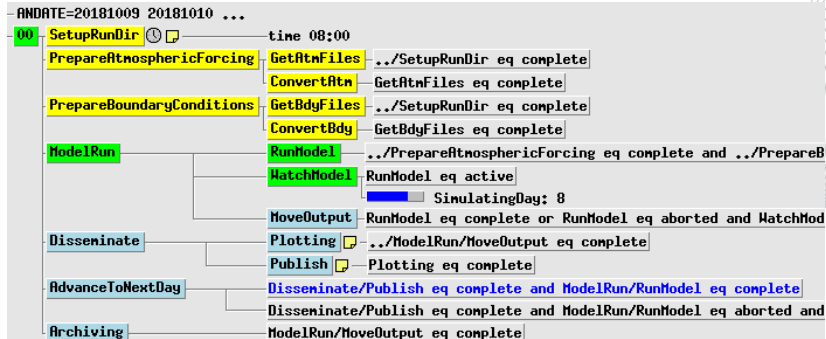 ANDATE=20181009 20181010 ...
00 SetupRunDir time 08:00
PrepareAtmosphericForcing GetAtmFiles ../SetupRunDir eq complete
ConvertAtm GetAtmFiles eq complete
PrepareBoundaryConditions GetBdyFiles ../SetupRunDir eq complete
ConvertBdy GetBdyFiles eq complete
ModelRun RunModel ../PrepareAtmosphericForcing eq complete and ../PrepareB
WatchModel RunModel eq active
SimulatingDay: 8
MoveOutput RunModel eq complete or RunModel eq aborted and WatchMod
Disseminate Plotting ../ModelRun/MoveOutput eq complete
Publish Plotting eq complete
AdvanceToNextDay Disseminate/Publish eq complete and ModelRun/RunModel eq complete
Disseminate/Publish eq complete and ModelRun/RunModel eq aborted and
Archiving ModelRun/MoveOutput eq complete